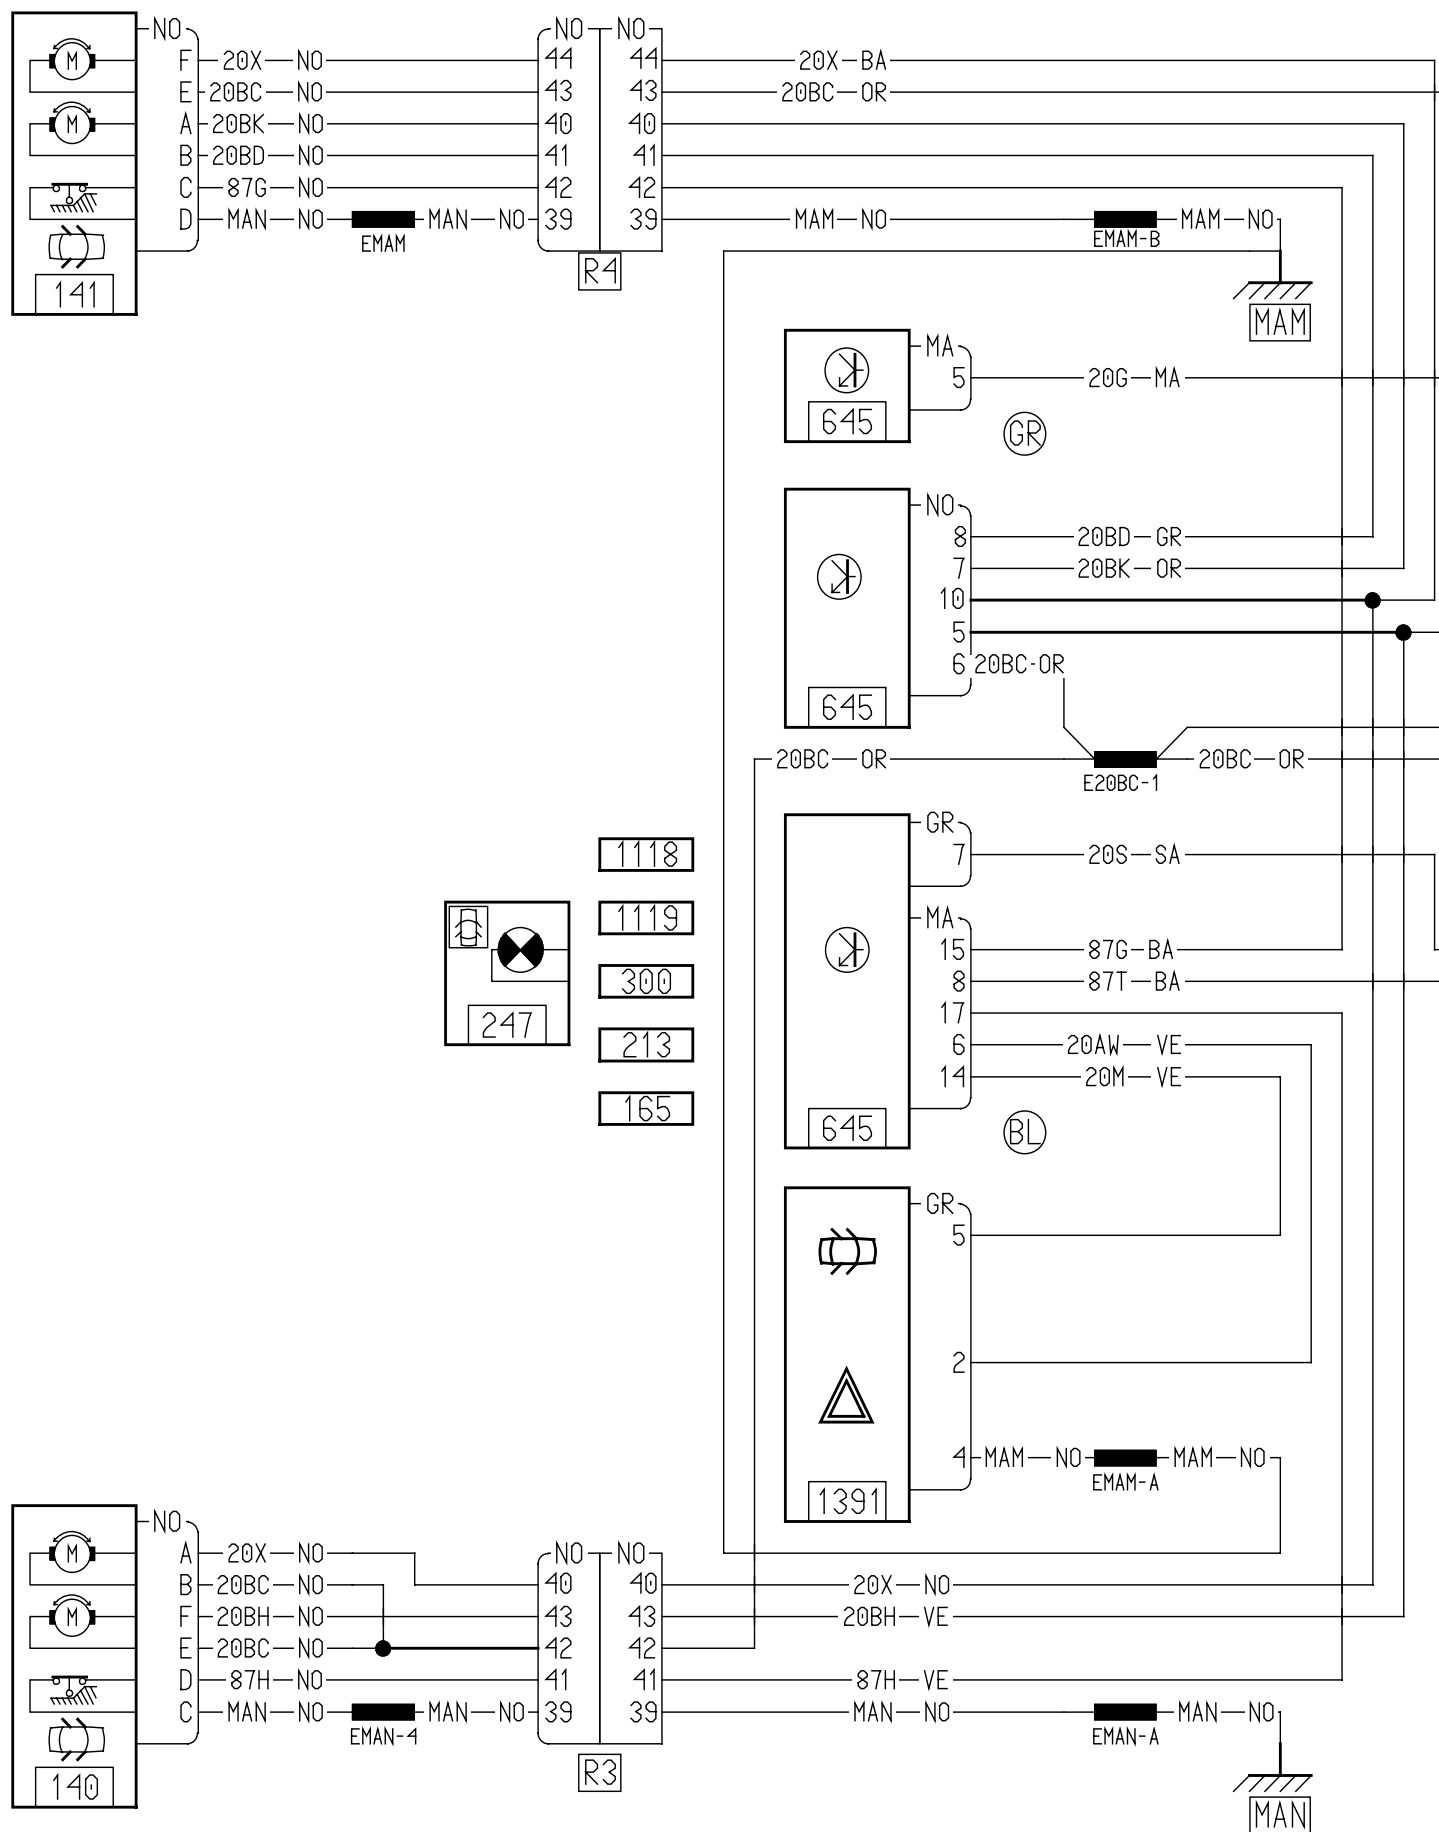 NO NO NO
M F 20X NO 44 44 20X BA
E 20BC NO 43 43 20BC OR
M A 20BK NO 40 40
B 20BD NO 41 41
C 87G NO 42 42
D MAN NO MAN NO 39 39 MAM NO MAM NO
EMAM EMAM-B
R4
141
MAM
MA
5 20G MA
645
GR
NO
8 20BD GR
7 20BK OR
10
5
6 20BC-OR
645
20BC OR 20BC OR
E20BC-1
GR
1118 7 20S SA
1119 MA
15 87G BA
300 8 87T BA
247 17
213 6 20AW VE
14 20M VE
165
645
BL
GR
5
2
4 MAM NO MAM NO
EMAM-A
1391
NO NO NO
M A 20X NO
B 20BC NO 40 40 20X NO
M F 20BH NO 43 43 20BH VE
E 20BC NO 42 42
D 87H NO 41 41 87H VE
C MAN NO MAN NO 39 39 MAN NO MAN NO
EMAN-4 EMAN-A
R3
140
MAN